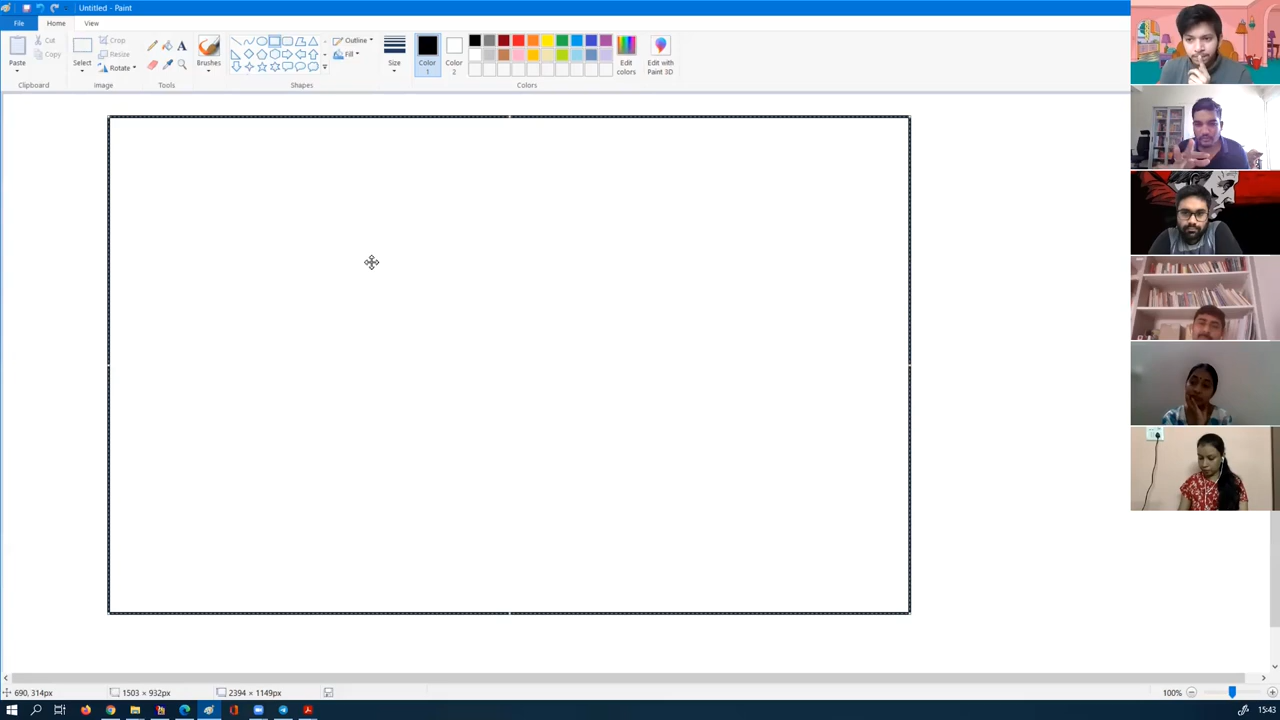 Untitled - Paint
File Home View
Paste
Cut
Copy
Clipboard
Select
Crop
Resize
Rotate
Image
Tools
Brushes
Shapes
Outline
Fill
Size
Color 1
Color 2
Colors
Edit colors
Edit with Paint 3D
690, 314px
1503 × 932px
2394 × 1149px
100%
15:43